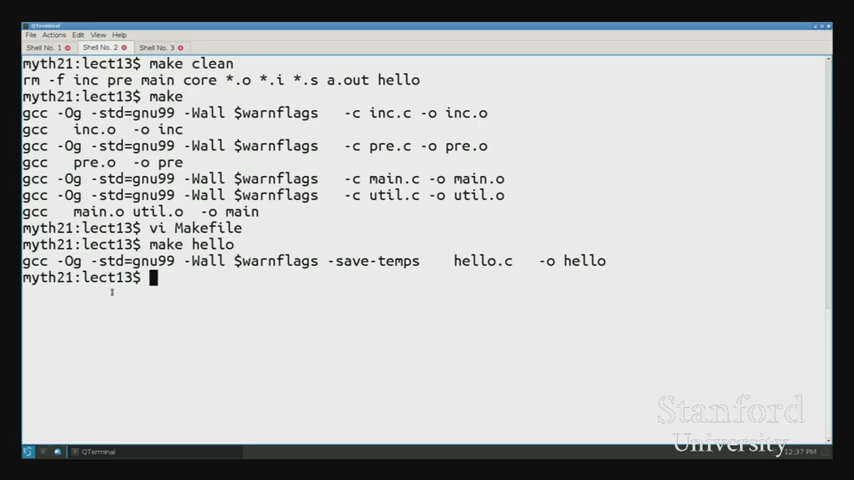 QTerminal
File Actions Edit View Help
Shell No. 1 Shell No. 2 Shell No. 3
myth21:lect13$ make clean
rm -f inc pre main core *.o *.i *.s a.out hello
myth21:lect13$ make
gcc -Og -std=gnu99 -Wall $warnflags   -c inc.c -o inc.o
gcc   inc.o  -o inc
gcc -Og -std=gnu99 -Wall $warnflags   -c pre.c -o pre.o
gcc   pre.o  -o pre
gcc -Og -std=gnu99 -Wall $warnflags   -c main.c -o main.o
gcc -Og -std=gnu99 -Wall $warnflags   -c util.c -o util.o
gcc   main.o util.o  -o main
myth21:lect13$ vi Makefile
myth21:lect13$ make hello
gcc -Og -std=gnu99 -Wall $warnflags -save-temps    hello.c   -o hello
myth21:lect13$
Stanford
University
QTerminal 12:37 PM